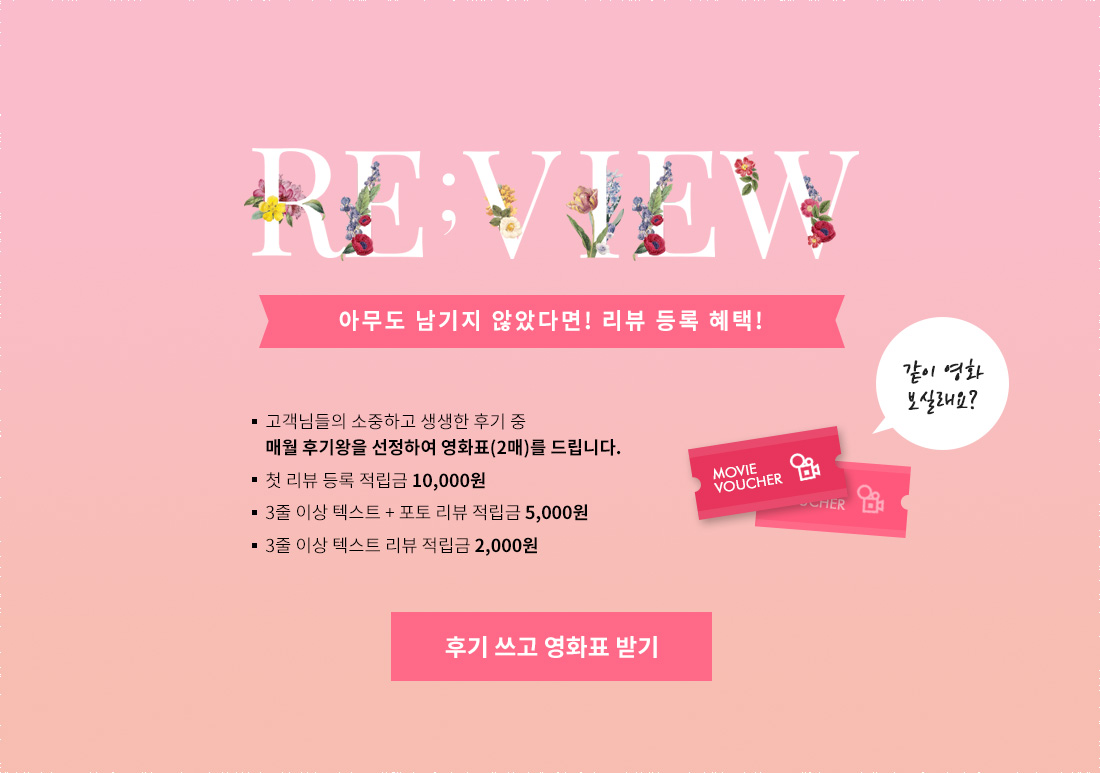 RE;VIEW
아무도 남기지 않았다면! 리뷰 등록 혜택!
같이 영화
보실래요?
▪ 고객님들의 소중하고 생생한 후기 중
매월 후기왕을 선정하여 영화표(2매)를 드립니다.
▪ 첫 리뷰 등록 적립금 10,000원
▪ 3줄 이상 텍스트 + 포토 리뷰 적립금 5,000원
▪ 3줄 이상 텍스트 리뷰 적립금 2,000원
MOVIE
VOUCHER
UCHER
후기 쓰고 영화표 받기